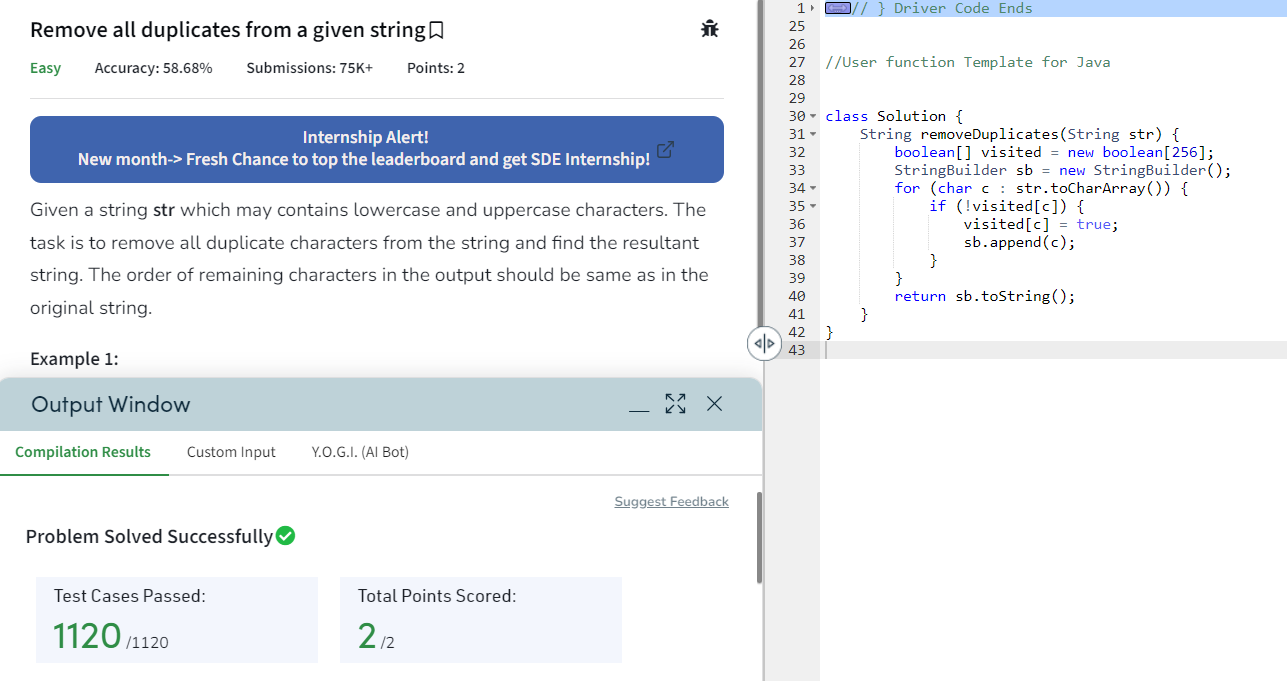 Remove all duplicates from a given string
Easy Accuracy: 58.68% Submissions: 75K+ Points: 2
Internship Alert!
New month-> Fresh Chance to top the leaderboard and get SDE Internship!
Given a string str which may contains lowercase and uppercase characters. The
task is to remove all duplicate characters from the string and find the resultant
string. The order of remaining characters in the output should be same as in the
original string.
Example 1:
Output Window
Compilation Results Custom Input Y.O.G.I. (AI Bot)
Suggest Feedback
Problem Solved Successfully
Test Cases Passed: Total Points Scored:
1120 /1120 2 /2
1 // } Driver Code Ends
25
26
27 //User function Template for Java
28
29
30 class Solution {
31     String removeDuplicates(String str) {
32         boolean[] visited = new boolean[256];
33         StringBuilder sb = new StringBuilder();
34         for (char c : str.toCharArray()) {
35             if (!visited[c]) {
36                 visited[c] = true;
37                 sb.append(c);
38             }
39         }
40         return sb.toString();
41     }
42 }
43